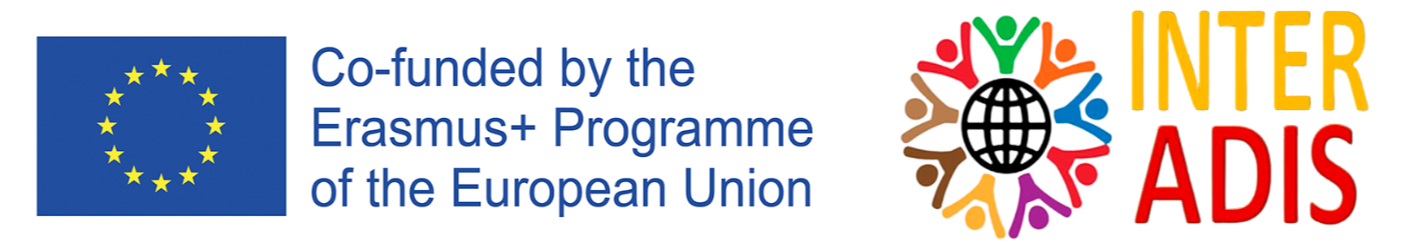 Co-funded by the
Erasmus+ Programme
of the European Union
INTER
ADIS